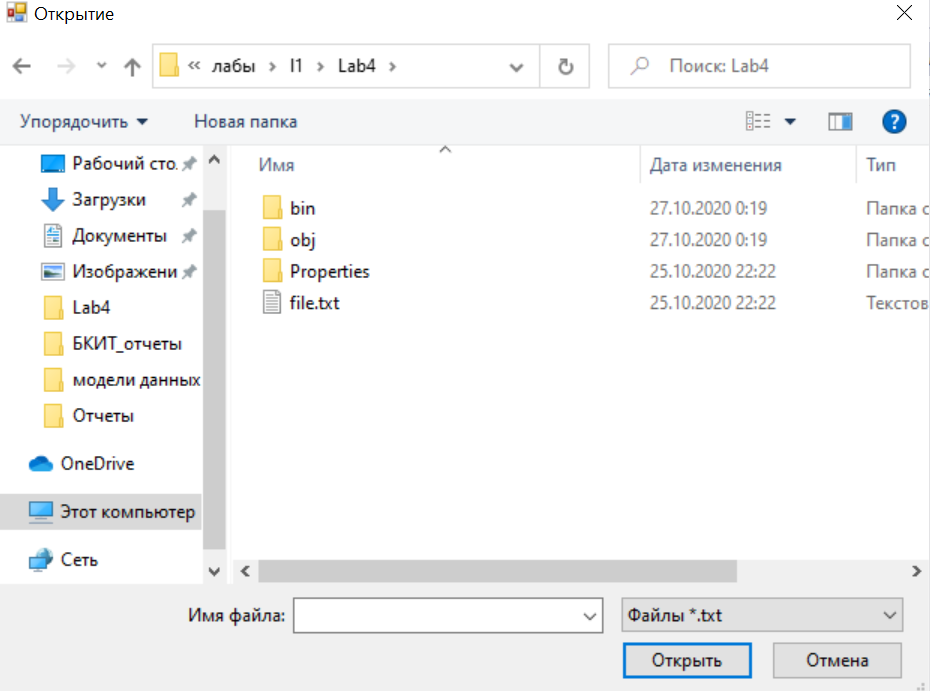 Открытие
« лабы > l1 > Lab4 >
Поиск: Lab4
Упорядочить
Новая папка
?
Рабочий сто.
Загрузки
Документы
Изображени
Lab4
БКИТ_отчеты
модели данных
Отчеты
OneDrive
Этот компьютер
Сеть
Имя Дата изменения Тип
bin 27.10.2020 0:19 Папка с
obj 27.10.2020 0:19 Папка с
Properties 25.10.2020 22:22 Папка с
file.txt 25.10.2020 22:22 Текстов
Имя файла:
Файлы *.txt
Открыть
Отмена